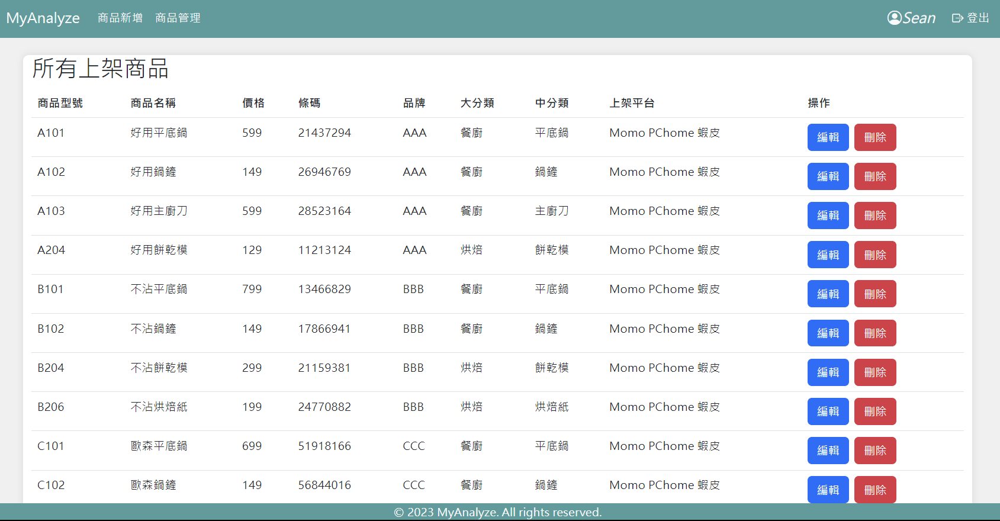 MyAnalyze 商品新增 商品管理 Sean 登出
所有上架商品
商品型號 商品名稱 價格 條碼 品牌 大分類 中分類 上架平台 操作
A101 好用平底鍋 599 21437294 AAA 餐廚 平底鍋 Momo PChome 蝦皮 編輯 刪除
A102 好用鍋鏟 149 26946769 AAA 餐廚 鍋鏟 Momo PChome 蝦皮 編輯 刪除
A103 好用主廚刀 599 28523164 AAA 餐廚 主廚刀 Momo PChome 蝦皮 編輯 刪除
A204 好用餅乾模 129 11213124 AAA 烘焙 餅乾模 Momo PChome 蝦皮 編輯 刪除
B101 不沾平底鍋 799 13466829 BBB 餐廚 平底鍋 Momo PChome 蝦皮 編輯 刪除
B102 不沾鍋鏟 149 17866941 BBB 餐廚 鍋鏟 Momo PChome 蝦皮 編輯 刪除
B204 不沾餅乾模 299 21159381 BBB 烘焙 餅乾模 Momo PChome 蝦皮 編輯 刪除
B206 不沾烘焙紙 199 24770882 BBB 烘焙 烘焙紙 Momo PChome 蝦皮 編輯 刪除
C101 歐森平底鍋 699 51918166 CCC 餐廚 平底鍋 Momo PChome 蝦皮 編輯 刪除
C102 歐森鍋鏟 149 56844016 CCC 餐廚 鍋鏟 Momo PChome 蝦皮 編輯 刪除
© 2023 MyAnalyze. All rights reserved.